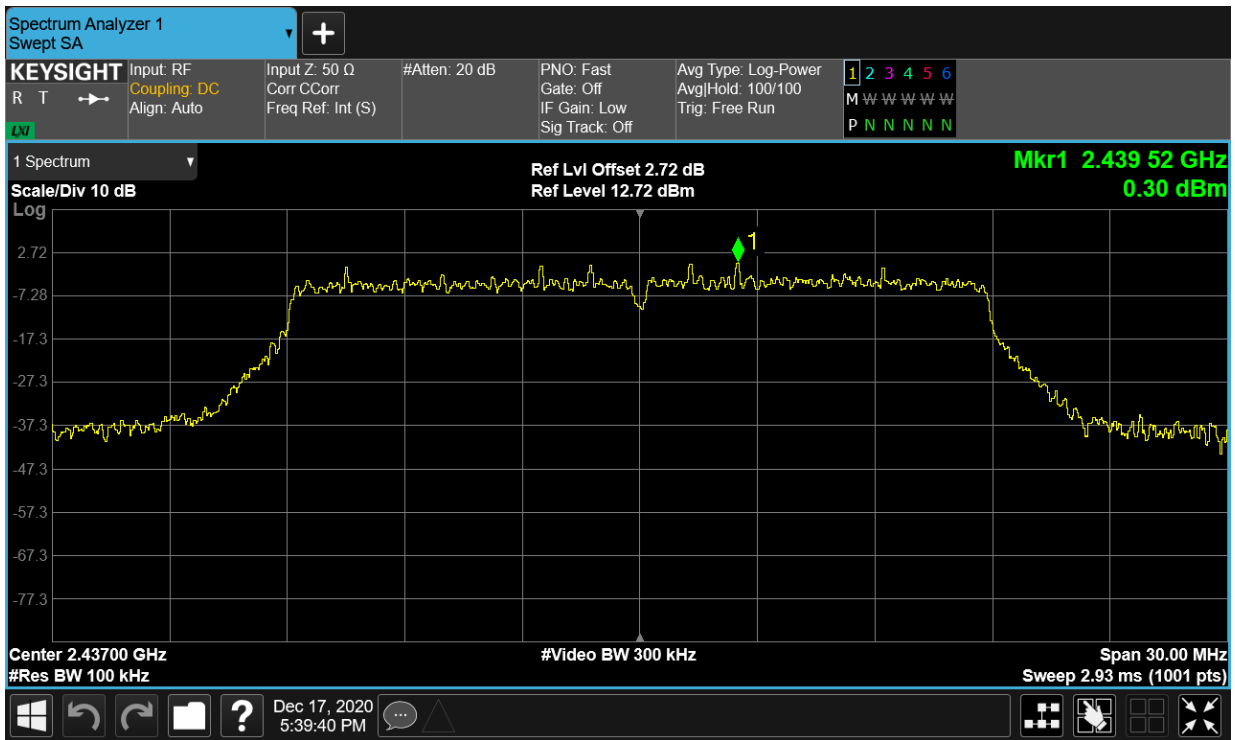 Spectrum Analyzer 1
Swept SA
+
KEYSIGHT
R T
LXI
Input: RF
Coupling: DC
Align: Auto
Input Z: 50 Ω
Corr CCorr
Freq Ref: Int (S)
#Atten: 20 dB
PNO: Fast
Gate: Off
IF Gain: Low
Sig Track: Off
Avg Type: Log-Power
Avg|Hold: 100/100
Trig: Free Run
1 2 3 4 5 6
M W W W W W
P N N N N N
1 Spectrum
Scale/Div 10 dB
Log
Ref Lvl Offset 2.72 dB
Ref Level 12.72 dBm
Mkr1 2.439 52 GHz
0.30 dBm
1
2.72
-7.28
-17.3
-27.3
-37.3
-47.3
-57.3
-67.3
-77.3
Center 2.43700 GHz
#Res BW 100 kHz
#Video BW 300 kHz
Span 30.00 MHz
Sweep 2.93 ms (1001 pts)
?
Dec 17, 2020
5:39:40 PM